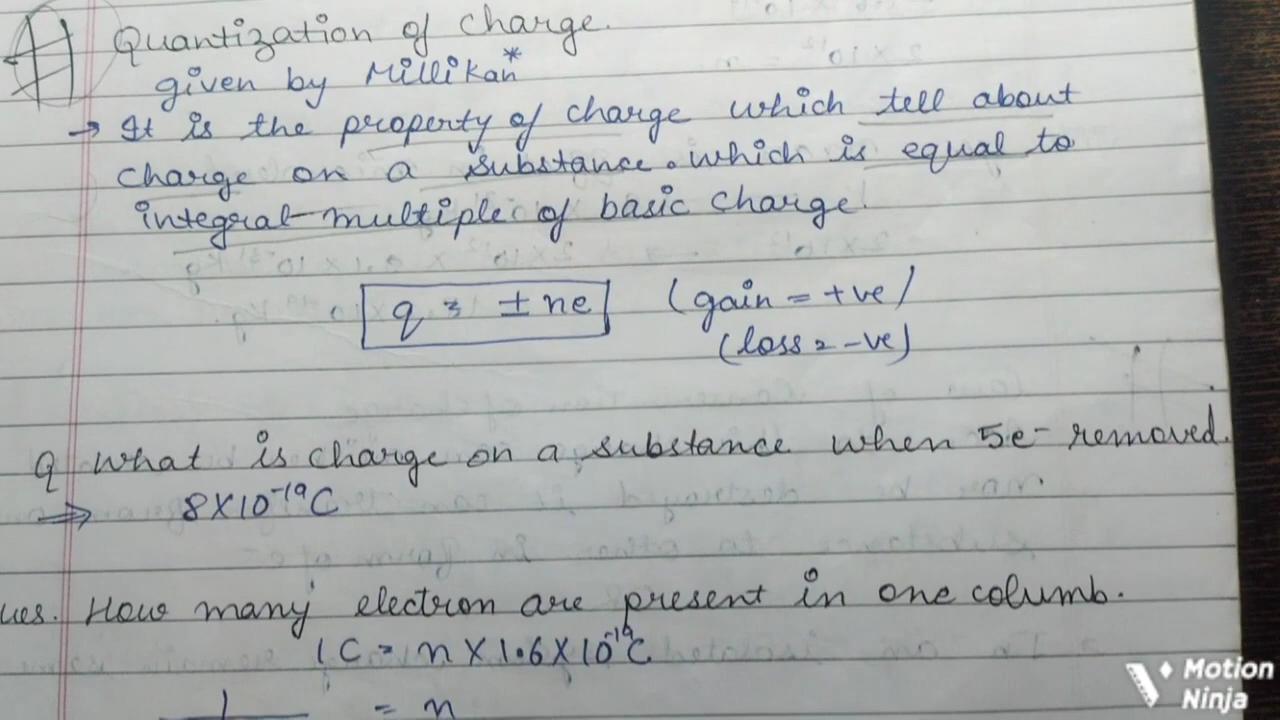 Quantization of charge.
given by Millikan*
→ It is the property of charge which tell about
charge on a substance. which is equal to
integral multiple of basic charge.
q = ± ne (gain = +ve)
(loss = -ve)
Q What is charge on a substance when 5e⁻ removed.
⇒ 8×10⁻¹⁹C
ues. How many electron are present in one columb.
1 C = n × 1.6 × 10⁻¹⁹C
1 = n
Motion
Ninja